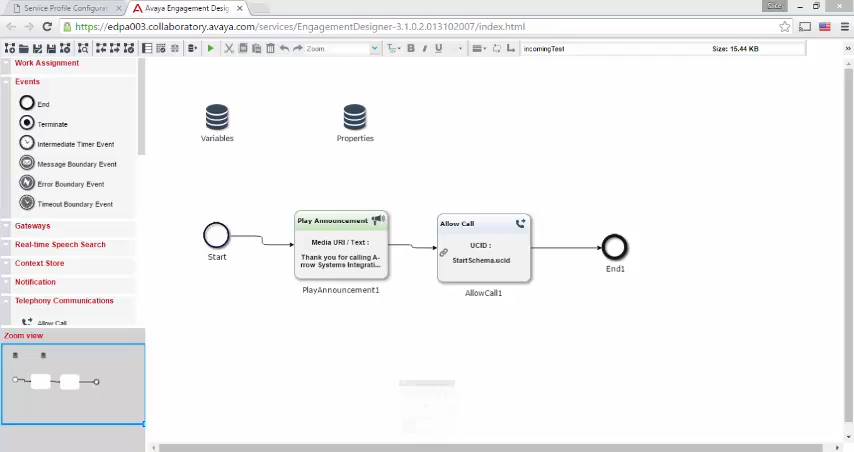 Service Profile Configurat
Avaya Engagement Desig
Slice
https://edpa003.collaboratory.avaya.com/services/EngagementDesigner-3.1.0.2.013102007/index.html
Zoom...
B I U
incomingTest
Size: 15.44 KB
Work Assignment
Events
End
Terminate
Intermediate Timer Event
Message Boundary Event
Error Boundary Event
Timeout Boundary Event
Gateways
Real-time Speech Search
Context Store
Notification
Telephony Communications
Allow Call
Zoom view
Variables
Properties
Start
Play Announcement
Media URI / Text :
Thank you for calling A-
rrow Systems Integrati...
PlayAnnouncement1
Allow Call
UCID :
StartSchema.ucid
AllowCall1
End1